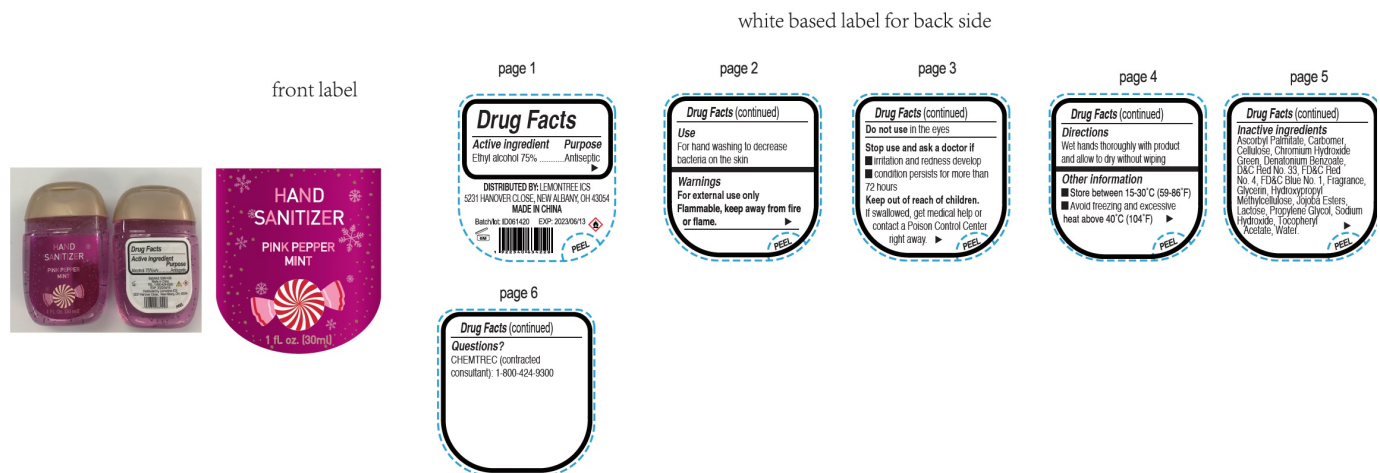 white based label for back side
front label
HAND
SANITIZER
PINK PEPPER
MINT
1 fl. oz. (30ml)
Drug Facts
Active Ingredient
Purpose
HAND
SANITIZER
PINK PEPPER
MINT
1 fL. oz. (30ml)
page 1
Drug Facts
Active Ingredient Purpose
Ethyl alcohol 75% ............Antiseptic
DISTRIBUTED BY: LEMONTREE ICS
5231 HANOVER CLOSE, NEW ALBANY, OH 43054
MADE IN CHINA
Batch/lot: ID061420 EXP: 2023/06/13
PEEL
page 2
Drug Facts (continued)
Use
For hand washing to decrease
bacteria on the skin
Warnings
For external use only
Flammable, keep away from fire
or flame.
PEEL
page 3
Drug Facts (continued)
Do not use in the eyes
Stop use and ask a doctor if
irritation and redness develop
condition persists for more than
72 hours
Keep out of reach of children.
If swallowed, get medical help or
contact a Poison Control Center
right away.
PEEL
page 4
Drug Facts (continued)
Directions
Wet hands thoroughly with product
and allow to dry without wiping
Other information
Store between 15-30°C (59-86°F)
Avoid freezing and excessive
heat above 40°C (104°F)
PEEL
page 5
Drug Facts (continued)
Inactive ingredients
Ascorbyl Palmitate, Carbomer,
Cellulose, Chromium Hydroxide
Green, Denatonium Benzoate,
D&C Red No. 33, FD&C Red
No. 4, FD&C Blue No. 1, Fragrance,
Glycerin, Hydroxypropyl
Methylcellulose, Jojoba Esters,
Lactose, Propylene Glycol, Sodium
Hydroxide, Tocopheryl
Acetate, Water.
PEEL
page 6
Drug Facts (continued)
Questions?
CHEMTREC (contracted
consultant): 1-800-424-9300